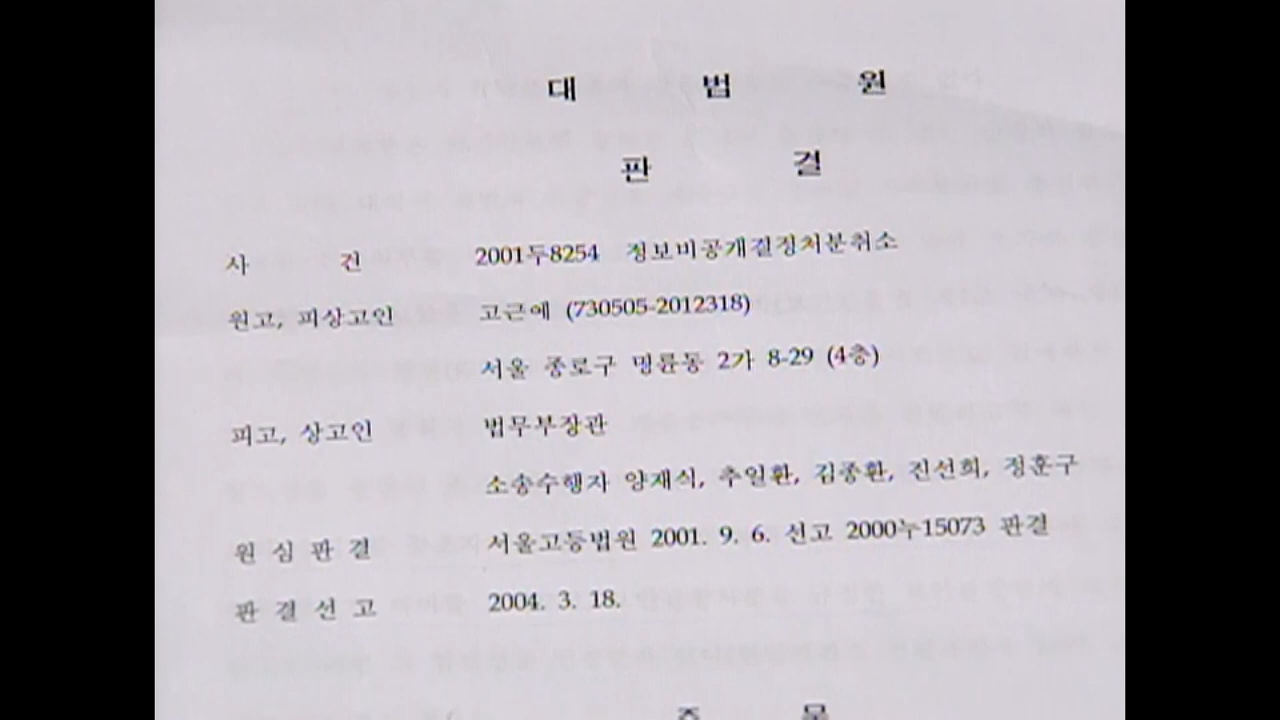 대 법 원
판 결
사 건 2001두8254 정보비공개결정처분취소
원고, 피상고인 고근예 (730505-2012318)
서울 종로구 명륜동 2가 8-29 (4층)
피고, 상고인 법무부장관
소송수행자 양재식, 추일환, 김종환, 진선희, 정훈구
원 심 판 결 서울고등법원 2001. 9. 6. 선고 2000누15073 판결
판 결 선 고 2004. 3. 18.
주 문